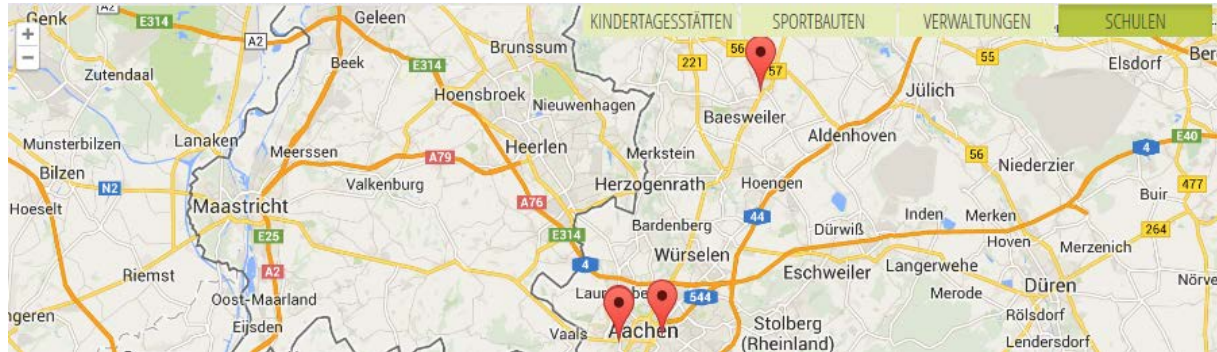 KINDERTAGESSTÄTTEN SPORTBAUTEN VERWALTUNGEN SCHULEN
Genk E314 A2 Geleen
+
−
Brunssum 56 57 221 55 Elsdorf
Zutendaal Beek E314 Hoensbroek Nieuwenhagen Jülich
Baesweiler Aldenhoven
Munsterbilzen Lanaken Meerssen A79 Heerlen Merkstein 56 4 E40
Bilzen N2 Valkenburg Herzogenrath Hoengen Niederzier 477
Hoeselt Maastricht A76 Buir
Bardenberg 44 Dürwiß Inden Merken 264
E25 E314 Würselen Hoven Merzenich
Riemst A2 4 Eschweiler Langerwehe Düren
Oost-Maarland 544 Merode
Eijsden Vaals Aachen Stolberg Rölsdorf
(Rheinland) Lendersdorf